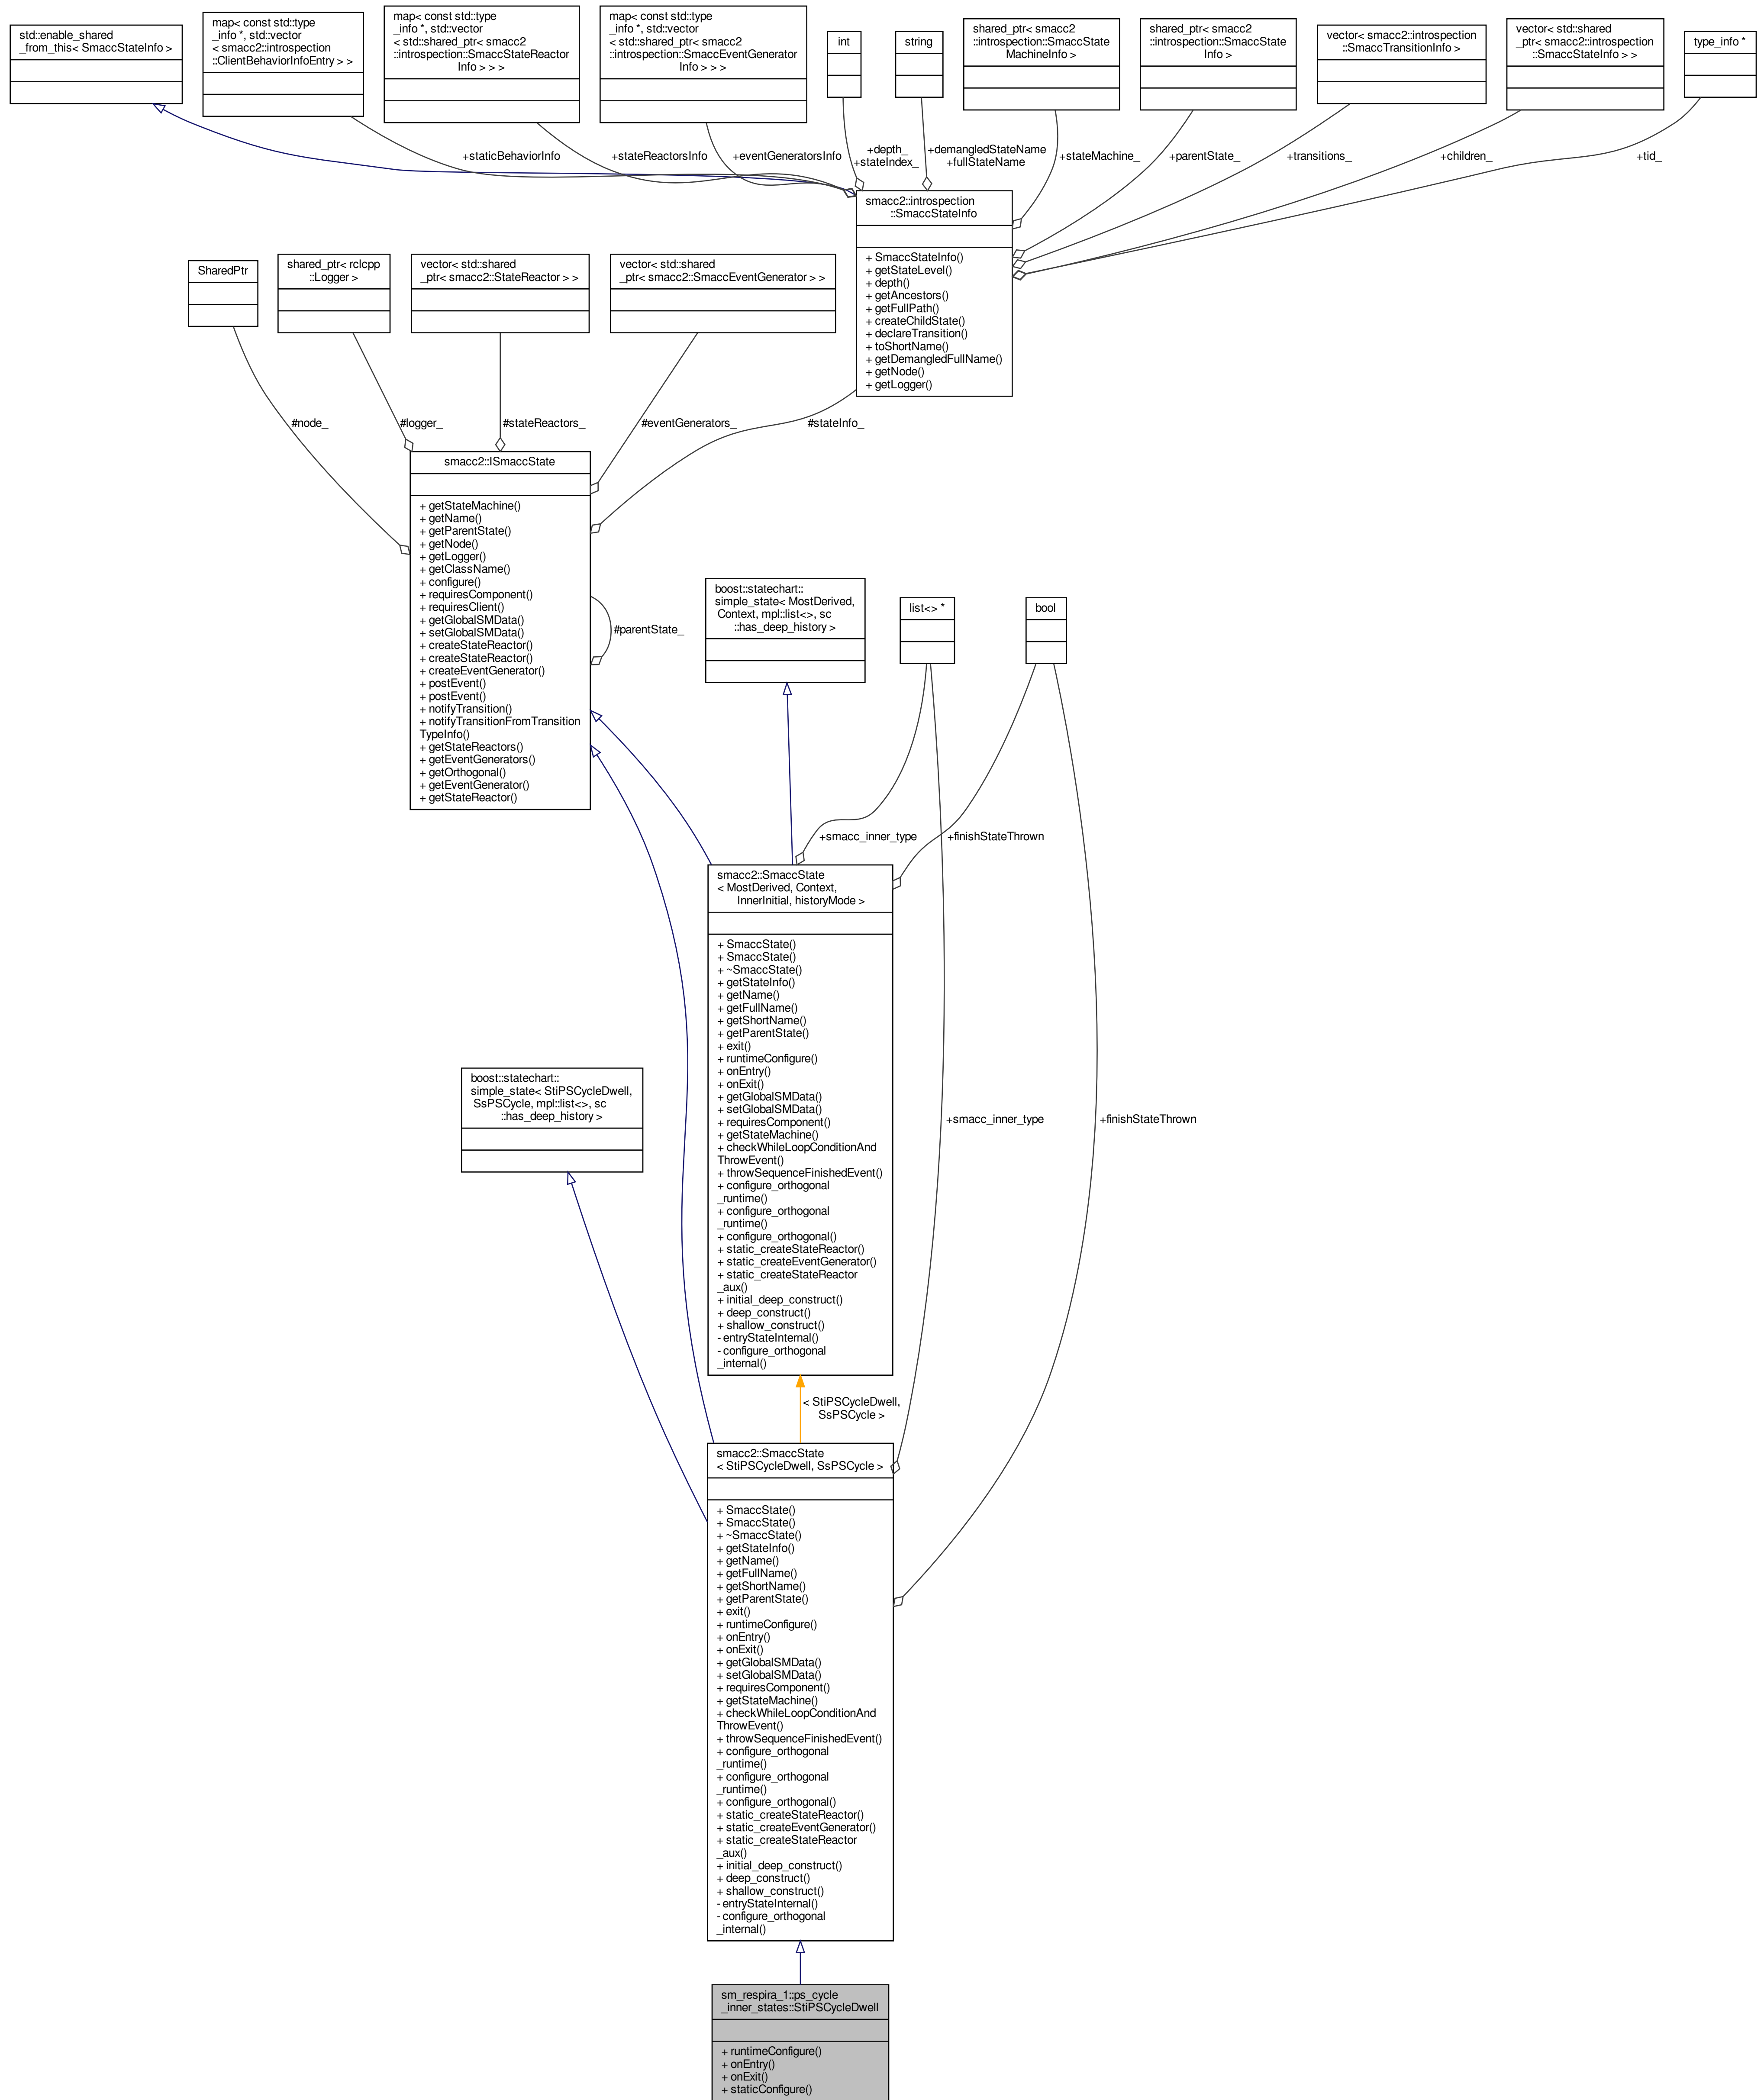 std::enable_shared
_from_this< SmaccStateInfo >
map< const std::type
_info *, std::vector
< smacc2::introspection
::ClientBehaviorInfoEntry > >
map< const std::type
_info *, std::vector
< std::shared_ptr< smacc2
::introspection::SmaccStateReactor
Info > > >
map< const std::type
_info *, std::vector
< std::shared_ptr< smacc2
::introspection::SmaccEventGenerator
Info > > >
int
string
shared_ptr< smacc2
::introspection::SmaccState
MachineInfo >
shared_ptr< smacc2
::introspection::SmaccState
Info >
vector< smacc2::introspection
::SmaccTransitionInfo >
vector< std::shared
_ptr< smacc2::introspection
::SmaccStateInfo > >
type_info *
+staticBehaviorInfo
+stateReactorsInfo
+eventGeneratorsInfo
+depth_
+stateIndex_
+demangledStateName
+fullStateName
+stateMachine_
+parentState_
+transitions_
+children_
+tid_
smacc2::introspection
::SmaccStateInfo
+ SmaccStateInfo()
+ getStateLevel()
+ depth()
+ getAncestors()
+ getFullPath()
+ createChildState()
+ declareTransition()
+ toShortName()
+ getDemangledFullName()
+ getNode()
+ getLogger()
SharedPtr
shared_ptr< rclcpp
::Logger >
vector< std::shared
_ptr< smacc2::StateReactor > >
vector< std::shared
_ptr< smacc2::SmaccEventGenerator > >
#node_
#logger_
#stateReactors_
#eventGenerators_
#stateInfo_
smacc2::ISmaccState
+ getStateMachine()
+ getName()
+ getParentState()
+ getNode()
+ getLogger()
+ getClassName()
+ configure()
+ requiresComponent()
+ requiresClient()
+ getGlobalSMData()
+ setGlobalSMData()
+ createStateReactor()
+ createStateReactor()
+ createEventGenerator()
+ postEvent()
+ postEvent()
+ notifyTransition()
+ notifyTransitionFromTransition
TypeInfo()
+ getStateReactors()
+ getEventGenerators()
+ getOrthogonal()
+ getEventGenerator()
+ getStateReactor()
#parentState_
boost::statechart::
simple_state< MostDerived,
Context, mpl::list<>, sc
::has_deep_history >
list<> *
bool
+smacc_inner_type
+finishStateThrown
smacc2::SmaccState
< MostDerived, Context,
InnerInitial, historyMode >
+ SmaccState()
+ SmaccState()
+ ~SmaccState()
+ getStateInfo()
+ getName()
+ getFullName()
+ getShortName()
+ getParentState()
+ exit()
+ runtimeConfigure()
+ onEntry()
+ onExit()
+ getGlobalSMData()
+ setGlobalSMData()
+ requiresComponent()
+ getStateMachine()
+ checkWhileLoopConditionAnd
ThrowEvent()
+ throwSequenceFinishedEvent()
+ configure_orthogonal
_runtime()
+ configure_orthogonal
_runtime()
+ configure_orthogonal()
+ static_createStateReactor()
+ static_createEventGenerator()
+ static_createStateReactor
_aux()
+ initial_deep_construct()
+ deep_construct()
+ shallow_construct()
- entryStateInternal()
- configure_orthogonal
_internal()
boost::statechart::
simple_state< StiPSCycleDwell,
SsPSCycle, mpl::list<>, sc
::has_deep_history >
+smacc_inner_type
+finishStateThrown
< StiPSCycleDwell,
SsPSCycle >
smacc2::SmaccState
< StiPSCycleDwell, SsPSCycle >
+ SmaccState()
+ SmaccState()
+ ~SmaccState()
+ getStateInfo()
+ getName()
+ getFullName()
+ getShortName()
+ getParentState()
+ exit()
+ runtimeConfigure()
+ onEntry()
+ onExit()
+ getGlobalSMData()
+ setGlobalSMData()
+ requiresComponent()
+ getStateMachine()
+ checkWhileLoopConditionAnd
ThrowEvent()
+ throwSequenceFinishedEvent()
+ configure_orthogonal
_runtime()
+ configure_orthogonal
_runtime()
+ configure_orthogonal()
+ static_createStateReactor()
+ static_createEventGenerator()
+ static_createStateReactor
_aux()
+ initial_deep_construct()
+ deep_construct()
+ shallow_construct()
- entryStateInternal()
- configure_orthogonal
_internal()
sm_respira_1::ps_cycle
_inner_states::StiPSCycleDwell
+ runtimeConfigure()
+ onEntry()
+ onExit()
+ staticConfigure()